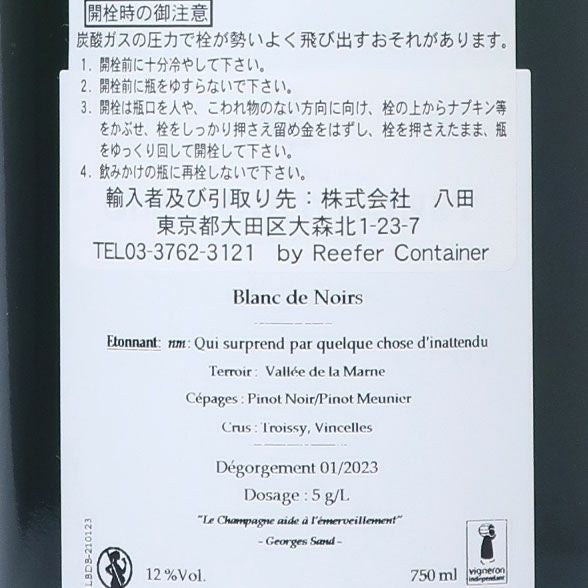 開栓時の御注意
炭酸ガスの圧力で栓が勢いよく飛び出すおそれがあります。
1. 開栓前に十分冷やして下さい。
2. 開栓前に瓶をゆすらないで下さい。
3. 開栓は瓶口を人や、こわれ物のない方向に向け、栓の上からナプキン等
をかぶせ、栓をしっかり押さえ留め金をはずし、栓を押さえたまま、瓶
をゆっくり回して開栓して下さい。
4. 飲みかけの瓶に再栓しないで下さい。
輸入者及び引取り先：株式会社 八田
東京都大田区大森北1-23-7
TEL03-3762-3121 by Reefer Container
Blanc de Noirs
Etonnant: nm: Qui surprend par quelque chose d'inattendu
Terroir : Vallée de la Marne
Cépages : Pinot Noir/Pinot Meunier
Crus : Troissy, Vincelles
Dégorgement 01/2023
Dosage : 5 g/L
"Le Champagne aide à l'émerveillement"
- Georges Sand -
LBDB-210123
12 %Vol.
750 ml
vigneron
indépendant